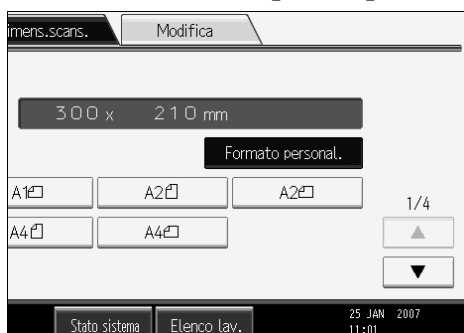 imens.scans. Modifica
300 x 210 mm
Formato personal.
A1 A2 A2
1/4
A4 A4
Stato sistema Elenco lav. 25 JAN 2007
11:01